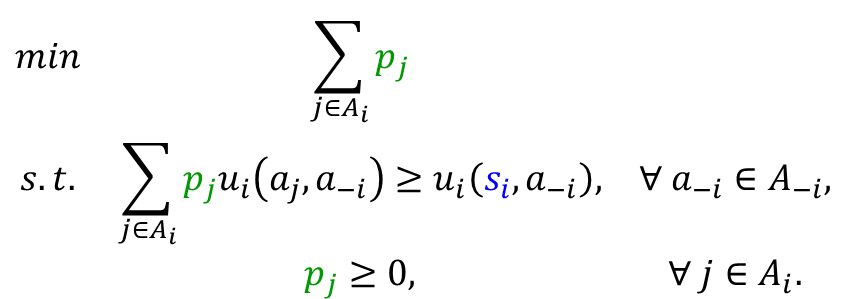 min ∑_{j∈A_i} p_j
s.t. ∑_{j∈A_i} p_j u_i(a_j, a_{−i}) ≥ u_i(s_i, a_{−i}), ∀ a_{−i} ∈ A_{−i},
p_j ≥ 0, ∀ j ∈ A_i.